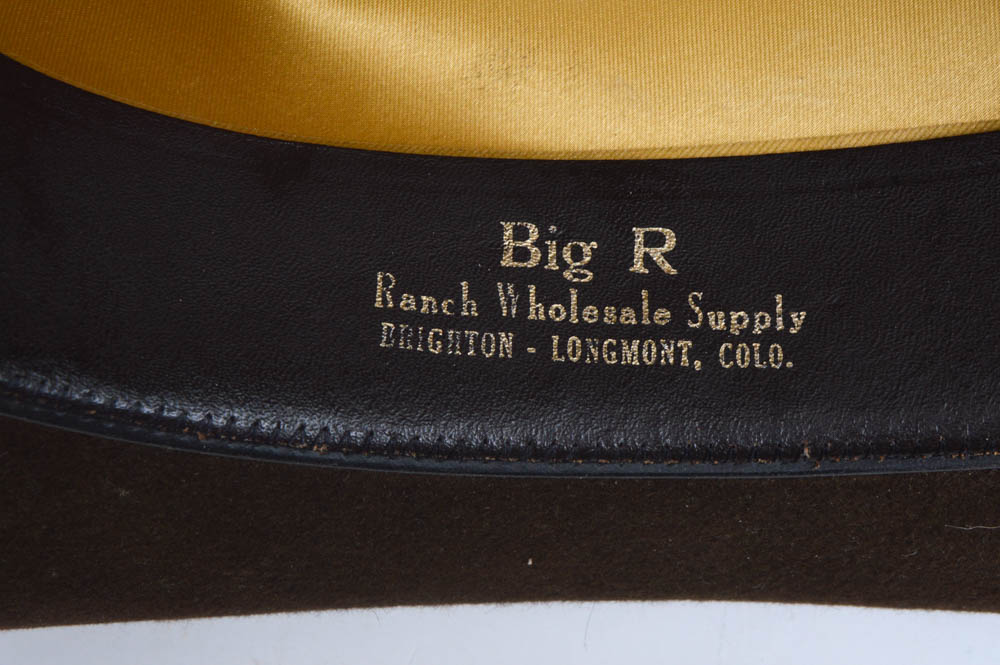 Big R
Ranch Wholesale Supply
BRIGHTON - LONGMONT, COLO.